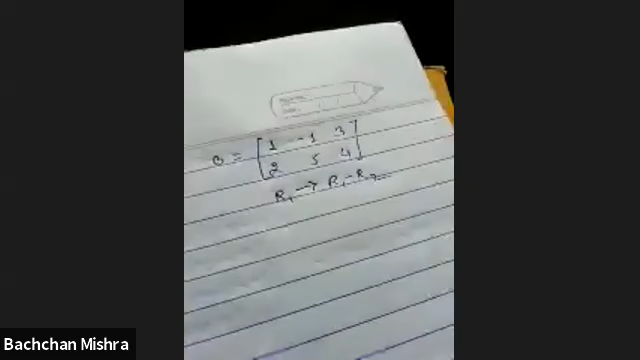 B = [ 1 -1 3
2 5 4 ]
R₁ → R₁ - R₂
Bachchan Mishra